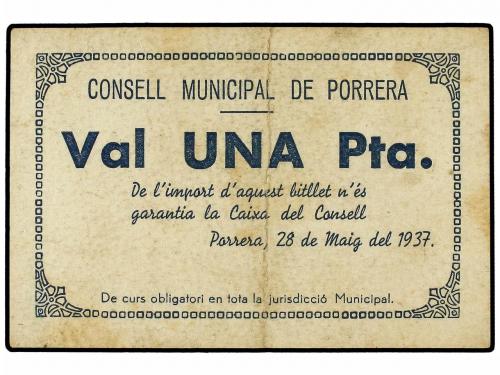 CONSELL MUNICIPAL DE PORRERA
Val UNA Pta.
De l'import d'aquest bitllet n'és
garantia la Caixa del Consell
Porrera, 28 de Maig del 1937.
De curs obligatori en tota la jurisdicció Municipal.